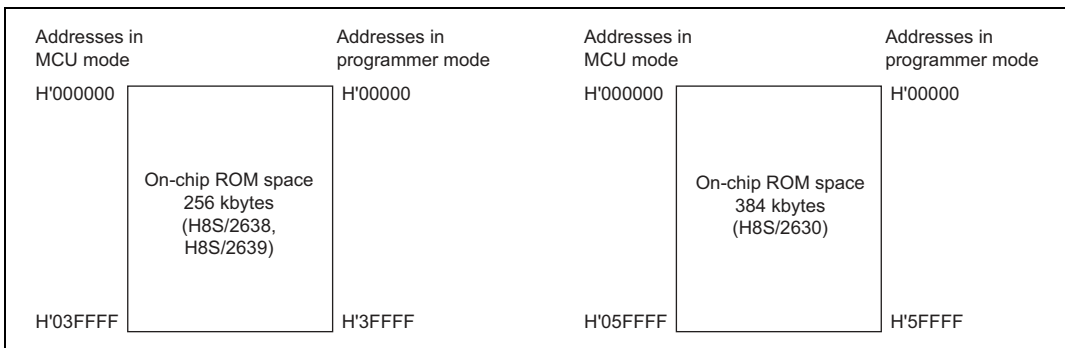 Addresses in
MCU mode
Addresses in
programmer mode
H'000000
H'00000
On-chip ROM space
256 kbytes
(H8S/2638,
H8S/2639)
H'03FFFF
H'3FFFF
Addresses in
MCU mode
Addresses in
programmer mode
H'000000
H'00000
On-chip ROM space
384 kbytes
(H8S/2630)
H'05FFFF
H'5FFFF